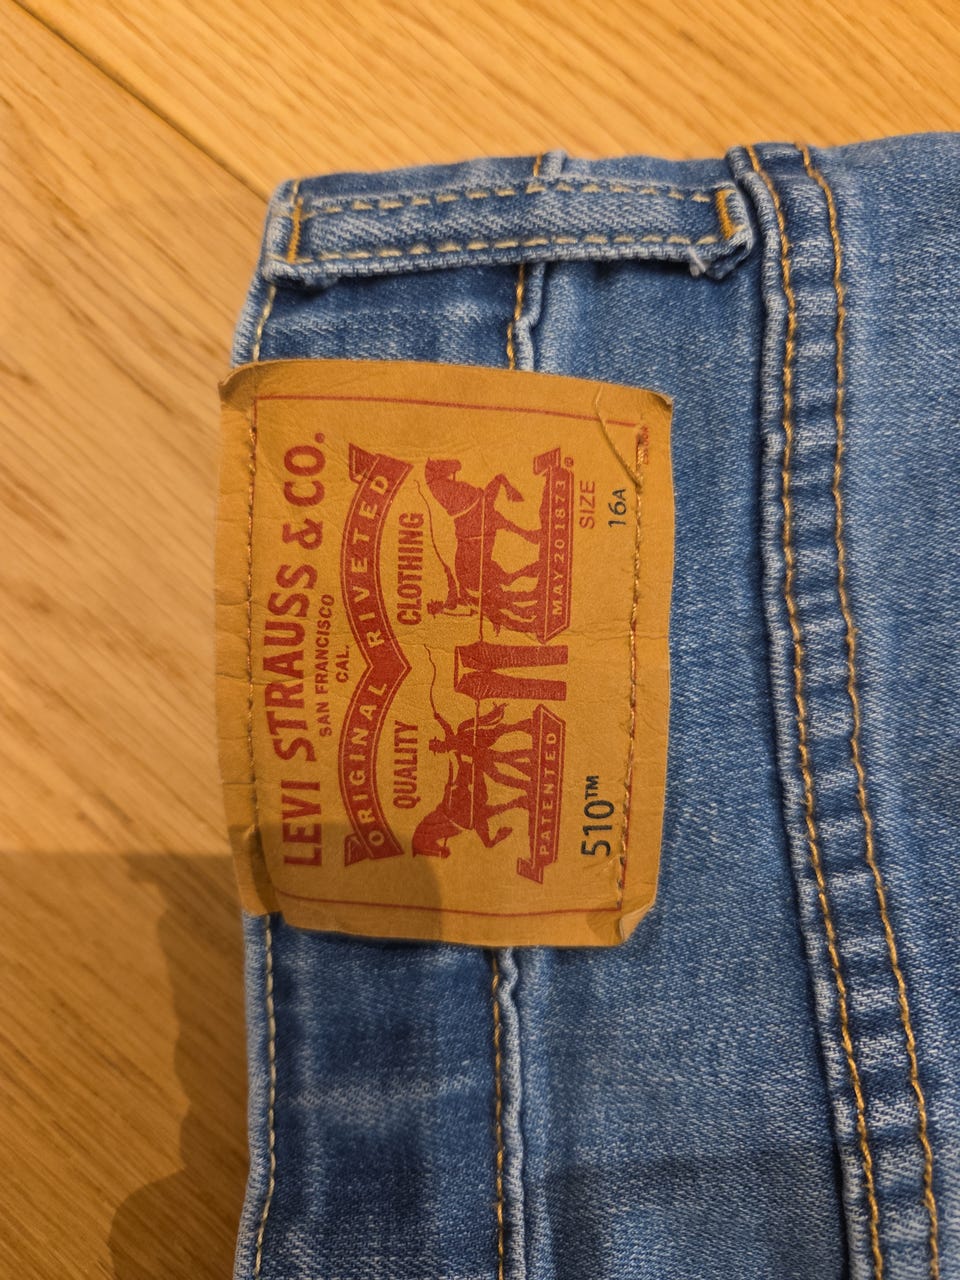 LEVI STRAUSS & CO.
SAN FRANCISCO
CAL.
ORIGINAL RIVETED
QUALITY CLOTHING
PATENTED MAY 20 1873
®
SIZE
510™ 16A